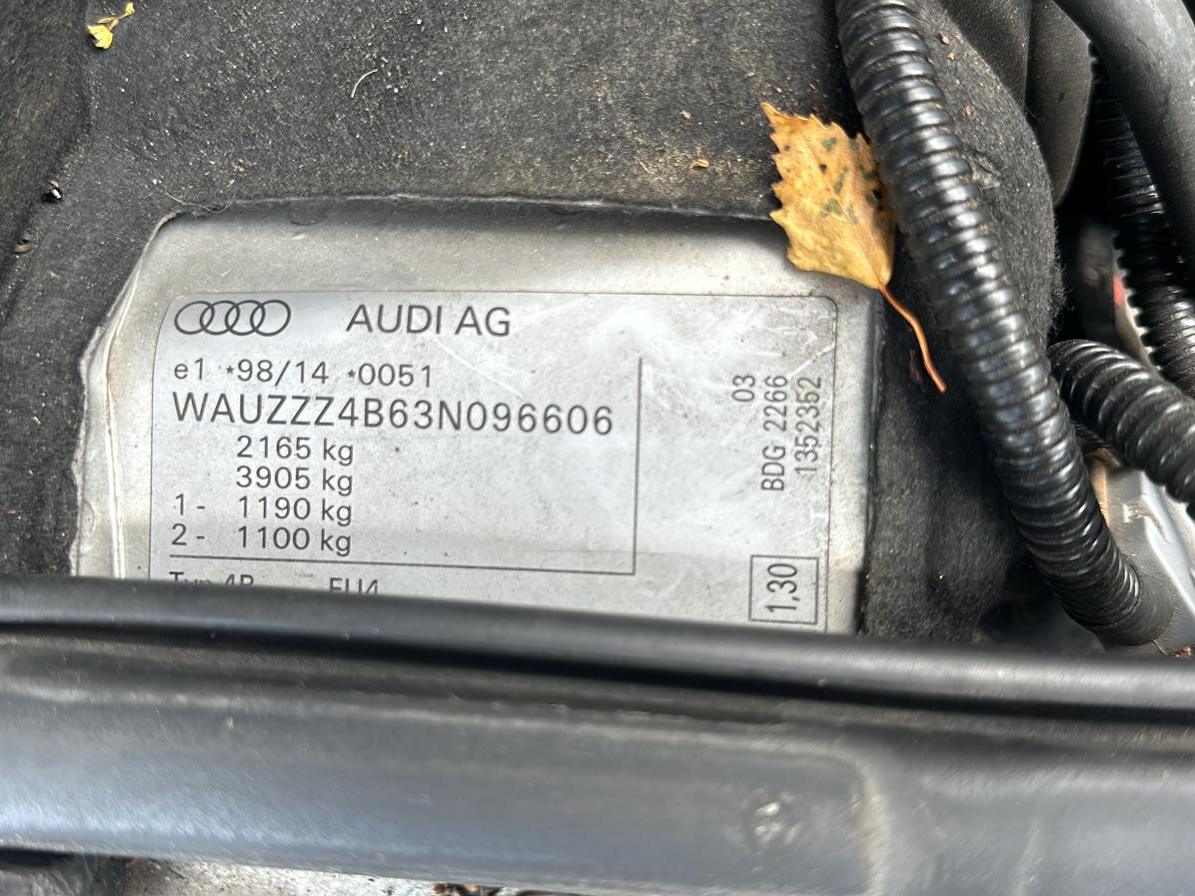 AUDI AG
e1 *98/14 *0051
WAUZZZ4B63N096606
2165 kg
3905 kg
1- 1190 kg
2- 1100 kg
EU4
03
BDG 2266
1352352
1,30